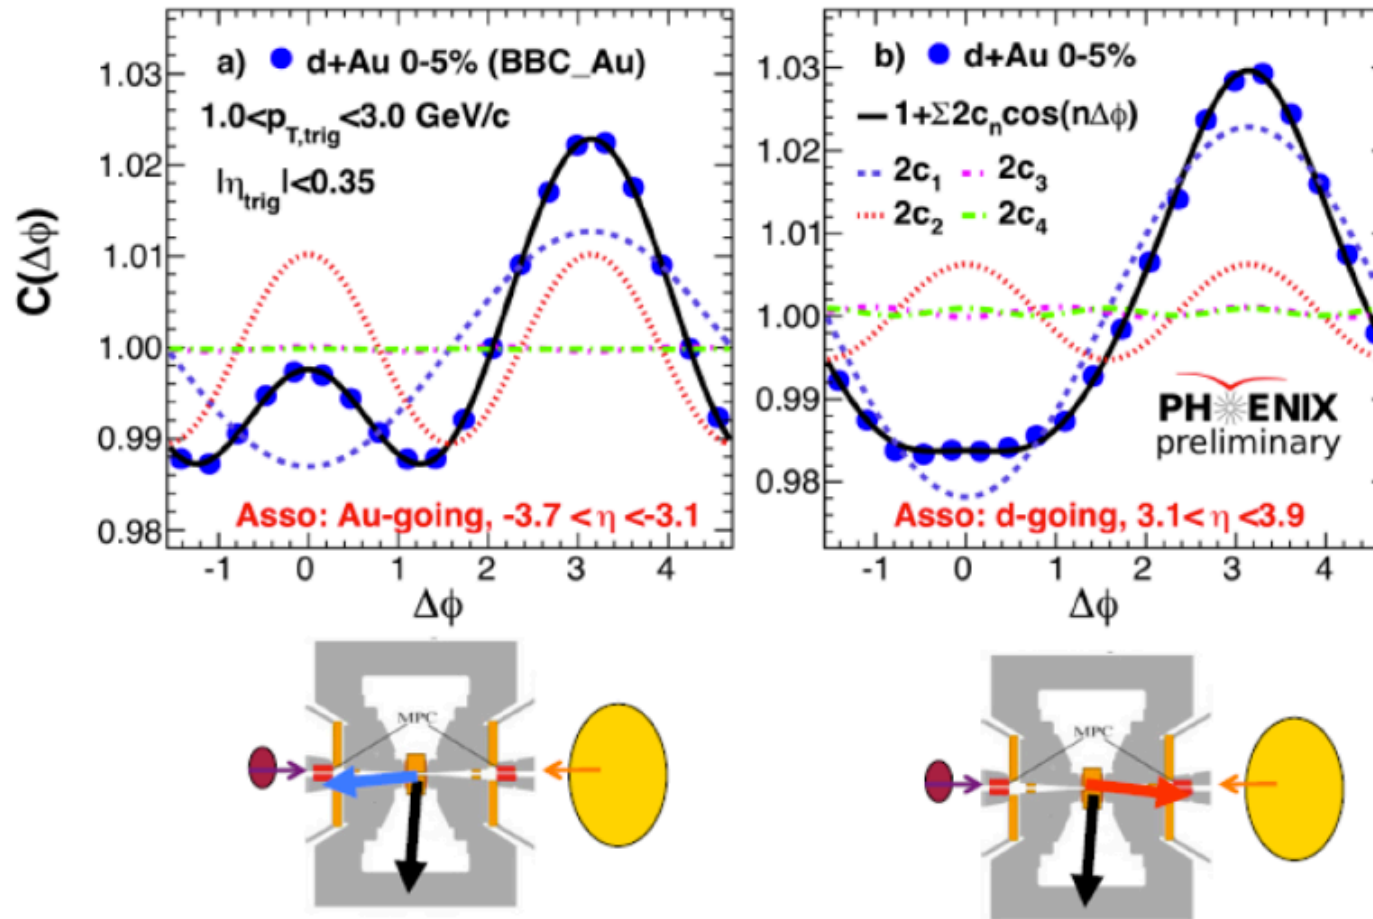 a) d+Au 0-5% (BBC_Au)
1.0<p_T,trig<3.0 GeV/c
|η_trig|<0.35
C(Δϕ)
1.03
1.02
1.01
1.00
0.99
0.98
Asso: Au-going, -3.7 < η <-3.1
-1 0 1 2 3 4
Δϕ
b) d+Au 0-5%
1+Σ2c_n cos(nΔϕ)
2c_1 2c_3
2c_2 2c_4
1.03
1.02
1.01
1.00
0.99
0.98
PHENIX
preliminary
Asso: d-going, 3.1< η <3.9
-1 0 1 2 3 4
Δϕ
MPC
MPC